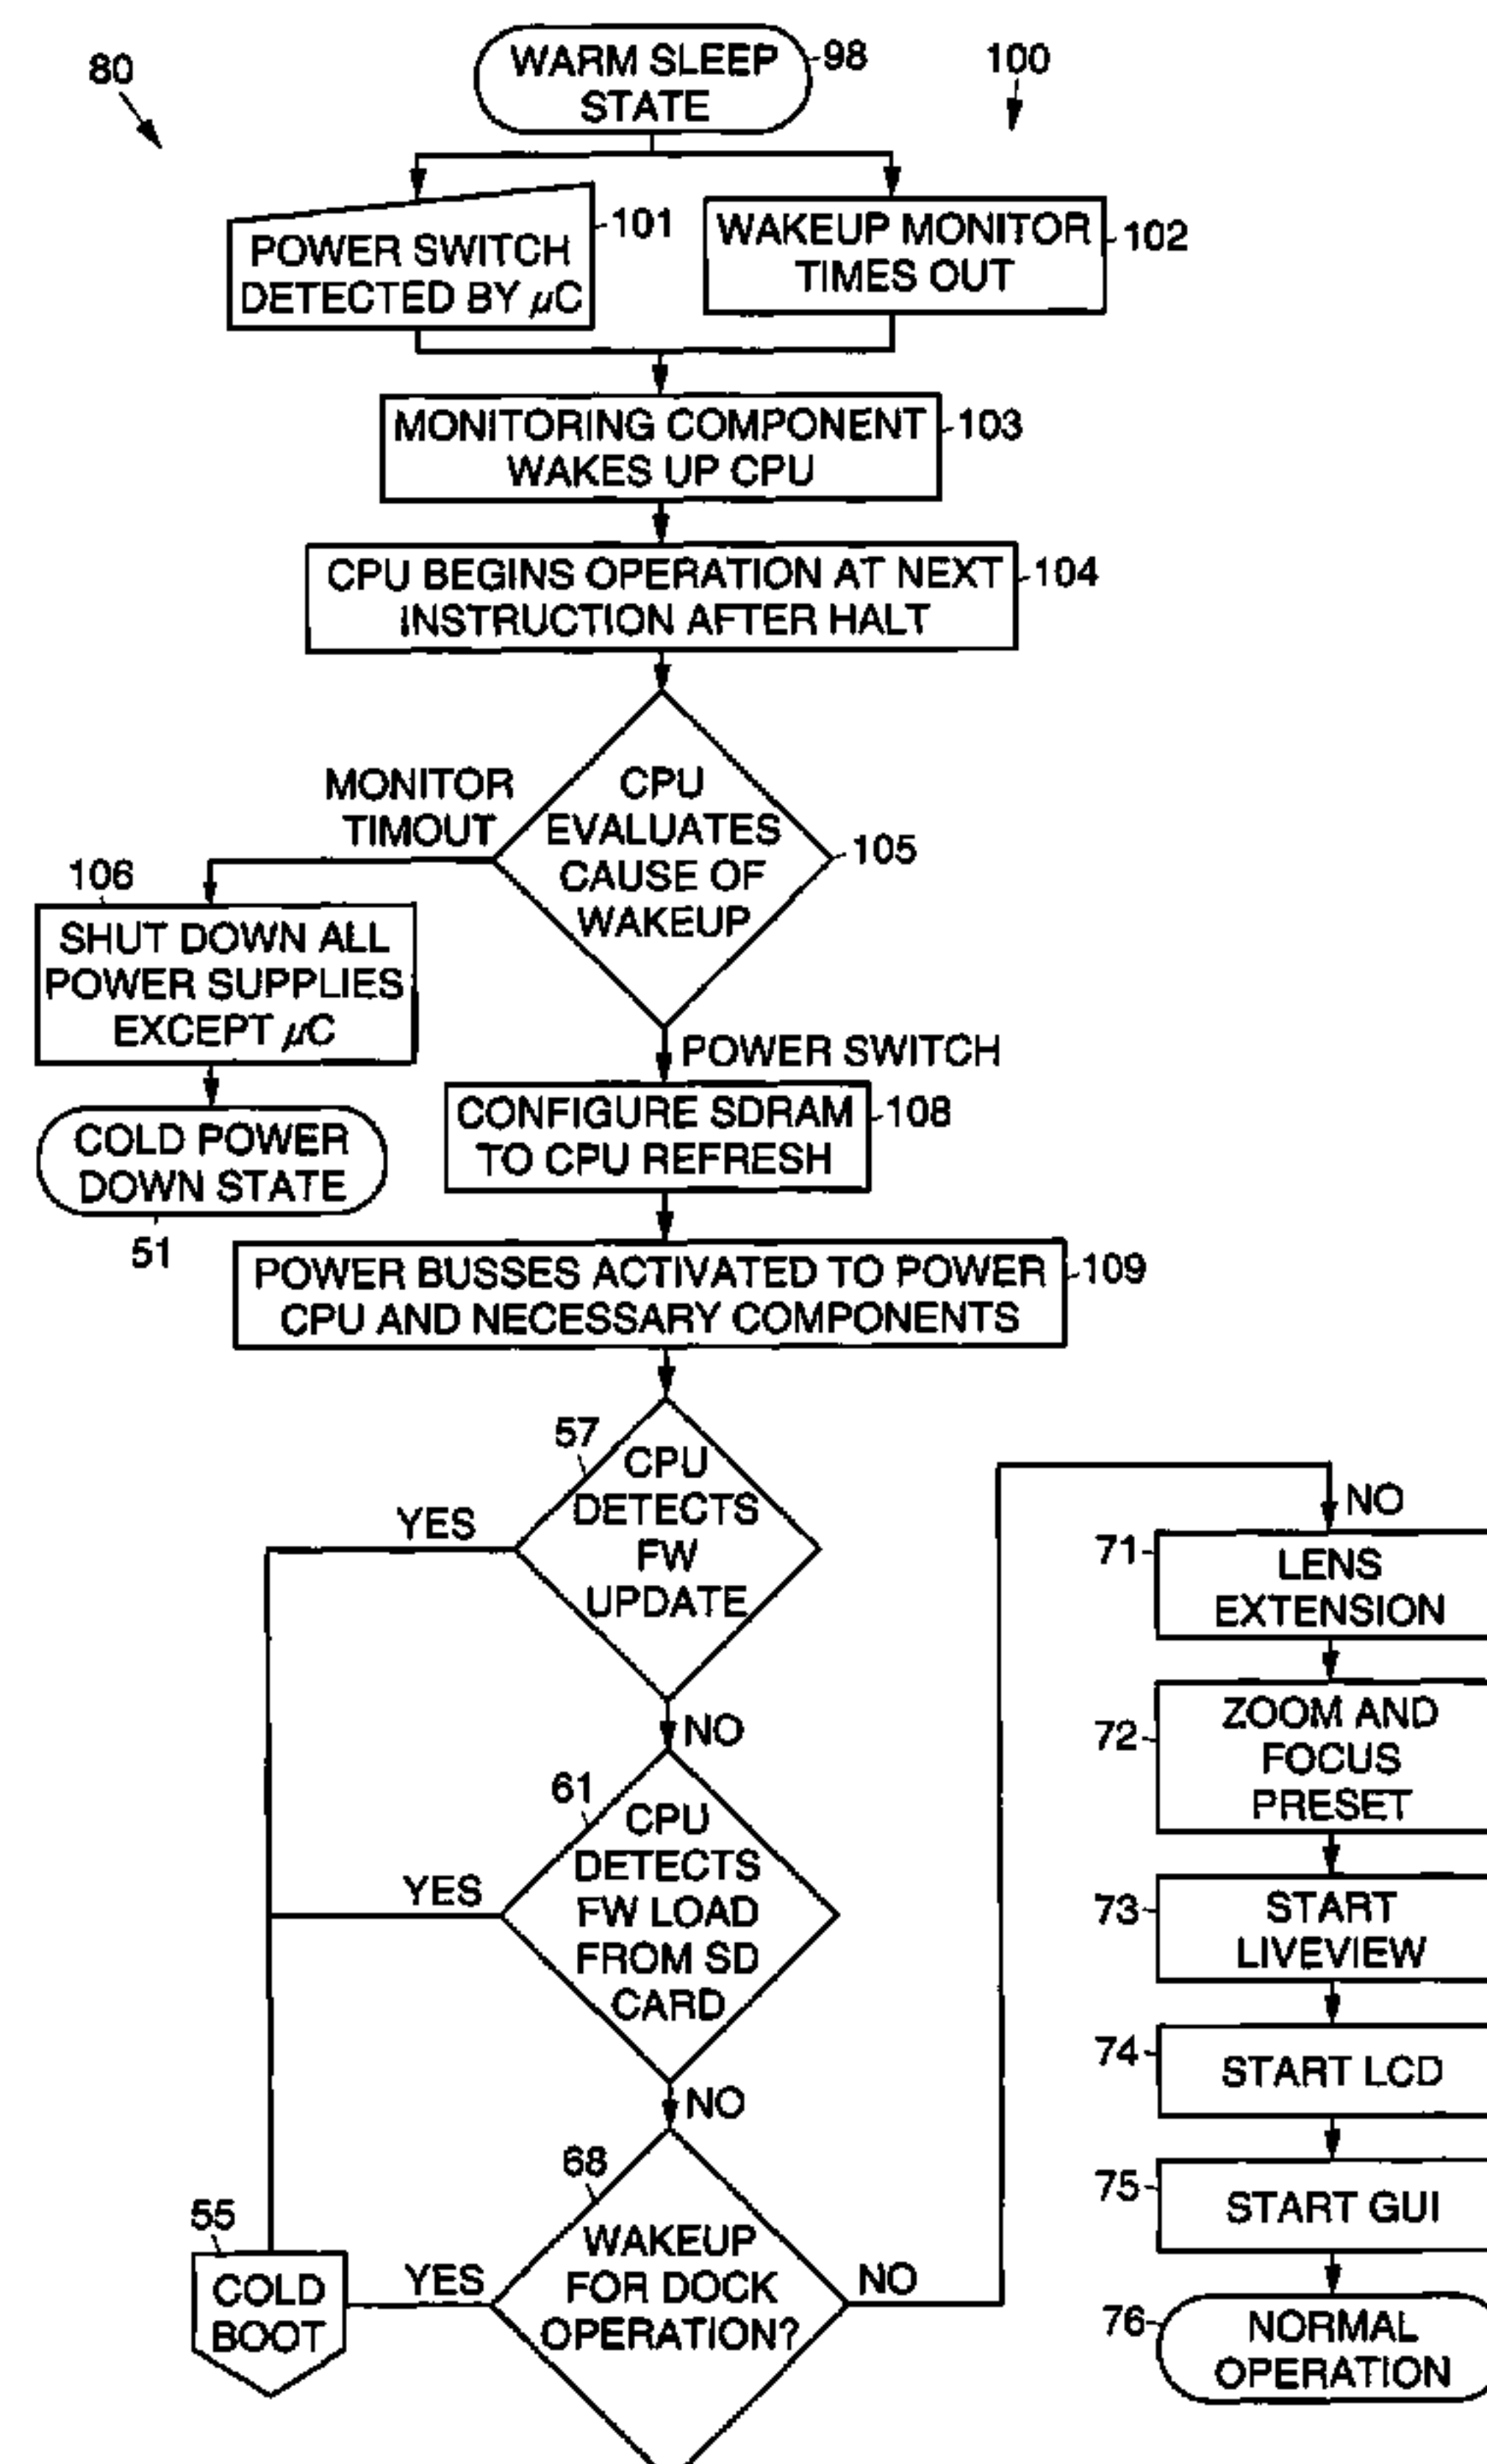 80
WARM SLEEP
STATE
98
100
POWER SWITCH
DETECTED BY µC
101
WAKEUP MONITOR
TIMES OUT
102
MONITORING COMPONENT
WAKES UP CPU
103
CPU BEGINS OPERATION AT NEXT
INSTRUCTION AFTER HALT
104
MONITOR
TIMOUT
CPU
EVALUATES
CAUSE OF
WAKEUP
105
106
SHUT DOWN ALL
POWER SUPPLIES
EXCEPT µC
POWER SWITCH
COLD POWER
DOWN STATE
51
CONFIGURE SDRAM
TO CPU REFRESH
108
POWER BUSSES ACTIVATED TO POWER
CPU AND NECESSARY COMPONENTS
109
57
CPU
DETECTS
FW
UPDATE
YES
NO
61
CPU
DETECTS
FW LOAD
FROM SD
CARD
YES
NO
68
WAKEUP
FOR DOCK
OPERATION?
YES
NO
55
COLD
BOOT
NO
71
LENS
EXTENSION
72
ZOOM AND
FOCUS
PRESET
73
START
LIVEVIEW
74
START LCD
75
START GUI
76
NORMAL
OPERATION